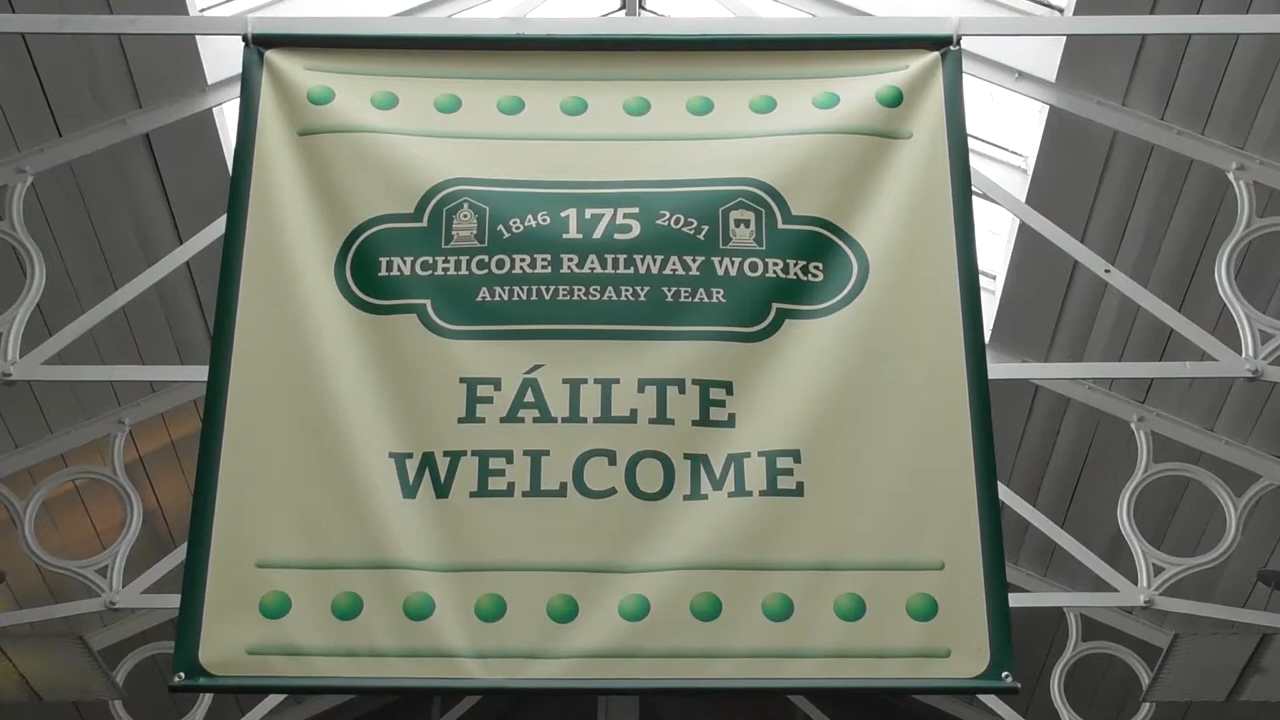 1846 175 2021
INCHICORE RAILWAY WORKS
ANNIVERSARY YEAR
FÁILTE
WELCOME